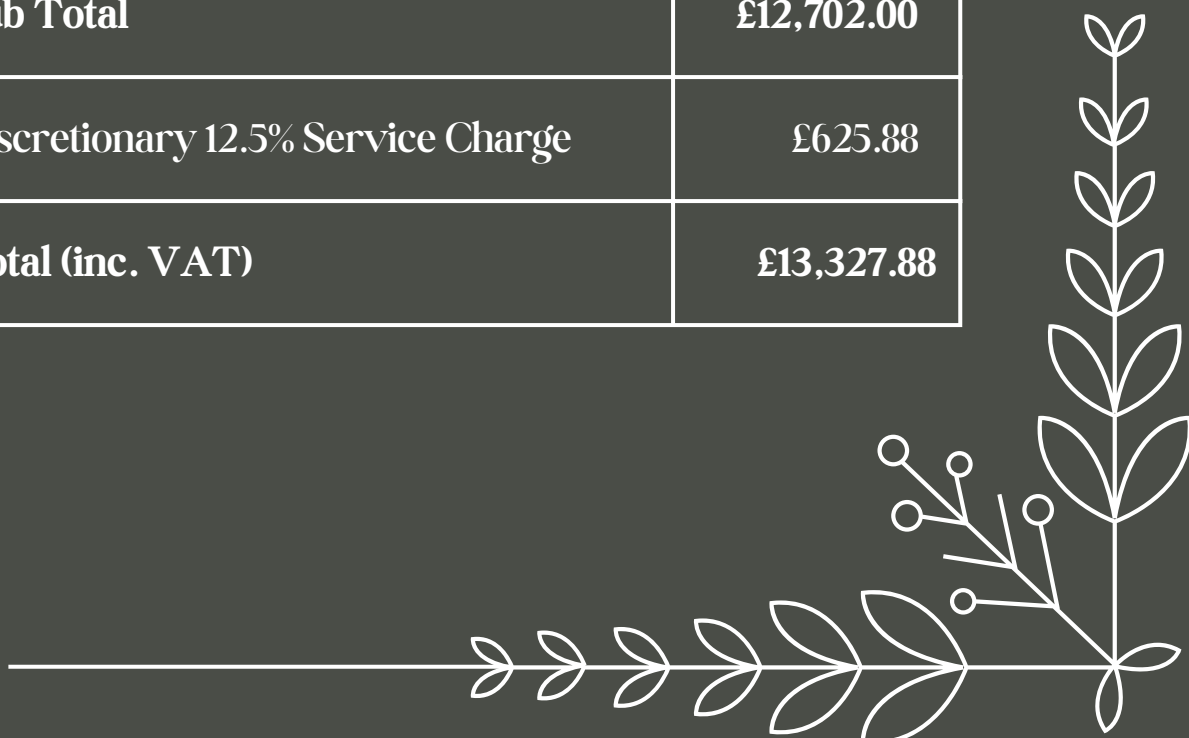 ub Total £12,702.00
scretionary 12.5% Service Charge £625.88
otal (inc. VAT) £13,327.88